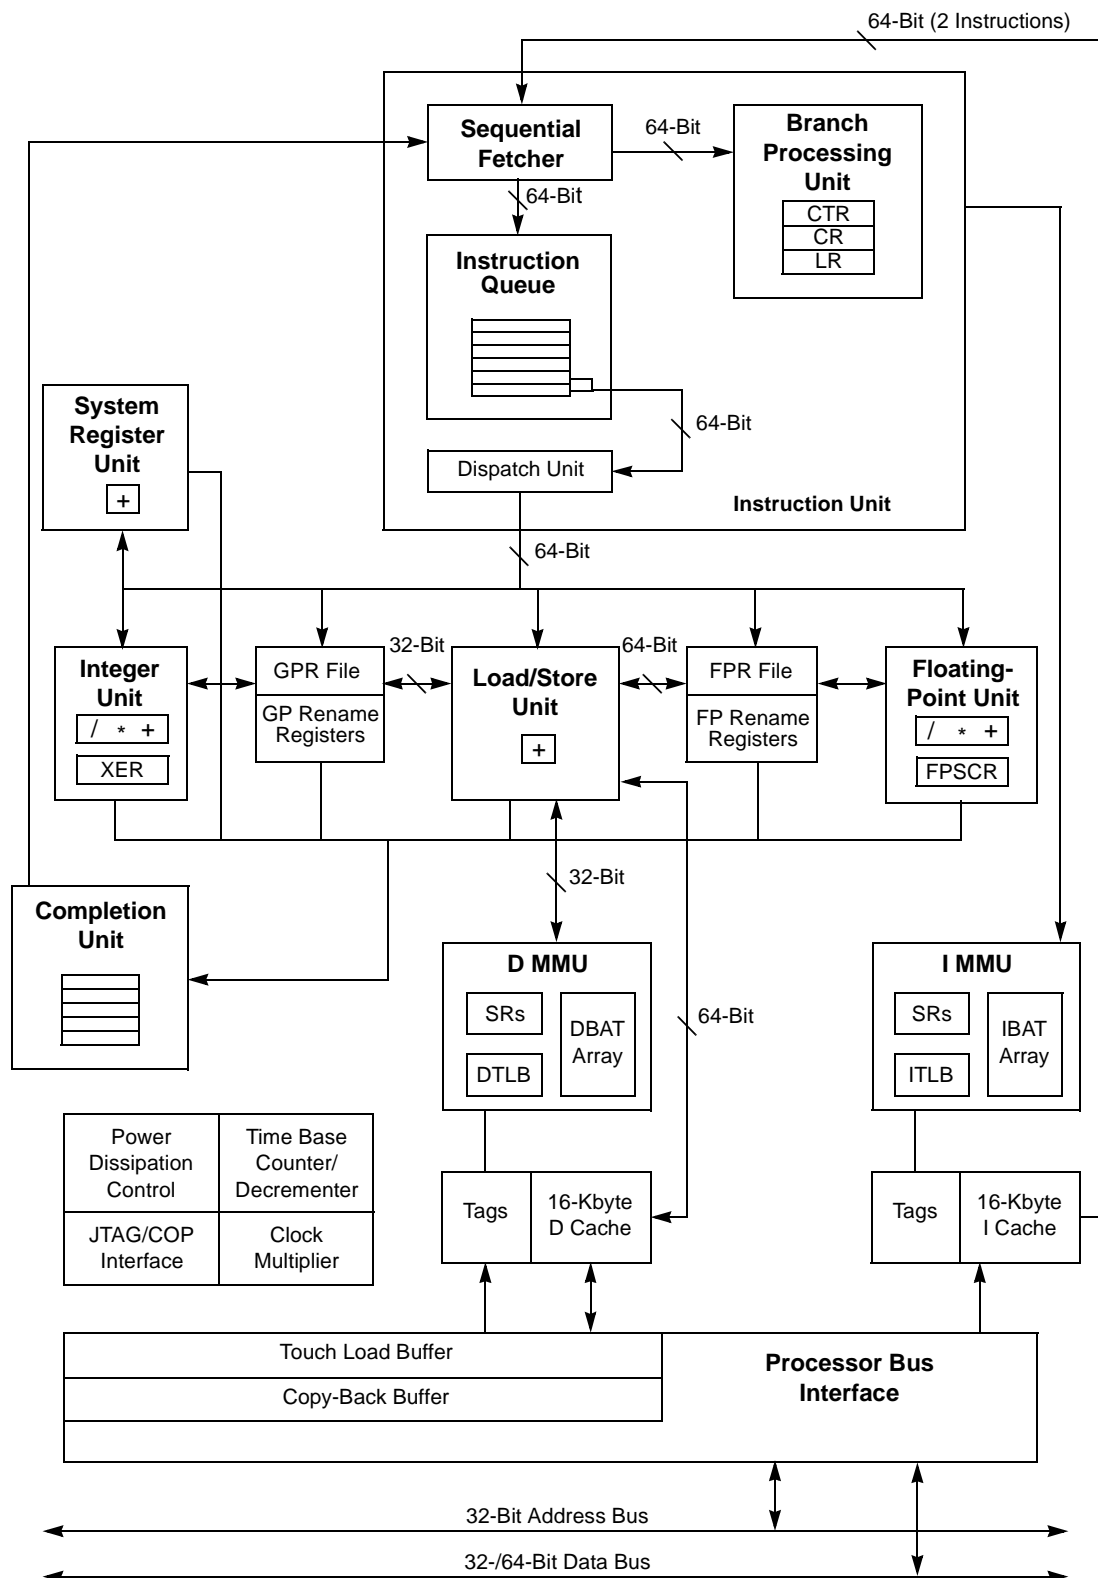 64-Bit (2 Instructions)
Sequential
Fetcher
64-Bit
Branch
Processing
Unit
CTR
CR
LR
64-Bit
Instruction
Queue
64-Bit
Dispatch Unit
Instruction Unit
System
Register
Unit
+
64-Bit
Integer
Unit
/ * +
XER
GPR File
GP Rename
Registers
32-Bit
Load/Store
Unit
+
64-Bit
FPR File
FP Rename
Registers
Floating-
Point Unit
/ * +
FPSCR
32-Bit
Completion
Unit
D MMU
SRs
DTLB
DBAT
Array
64-Bit
I MMU
SRs
ITLB
IBAT
Array
Power
Dissipation
Control
Time Base
Counter/
Decrementer
JTAG/COP
Interface
Clock
Multiplier
Tags
16-Kbyte
D Cache
Tags
16-Kbyte
I Cache
Touch Load Buffer
Copy-Back Buffer
Processor Bus
Interface
32-Bit Address Bus
32-/64-Bit Data Bus